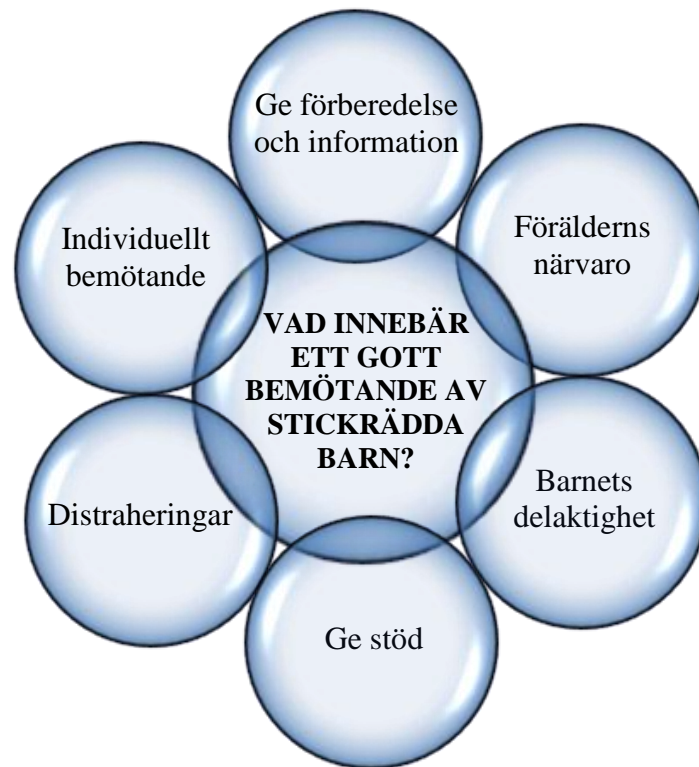 Ge förberedelse
och information
Individuellt
bemötande
Förälderns
närvaro
VAD INNEBÄR
ETT GOTT
BEMÖTANDE AV
STICKRÄDDA
BARN?
Distraheringar
Barnets
delaktighet
Ge stöd